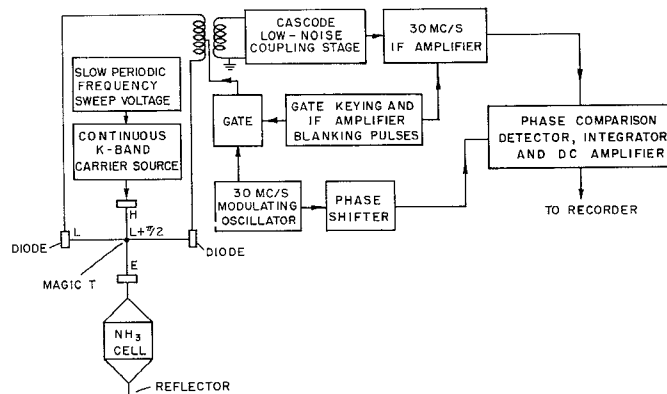 CASCODE
LOW-NOISE
COUPLING STAGE
30 MC/S
IF AMPLIFIER
SLOW PERIODIC
FREQUENCY
SWEEP VOLTAGE
CONTINUOUS
K-BAND
CARRIER SOURCE
GATE
GATE KEYING AND
IF AMPLIFIER
BLANKING PULSES
PHASE COMPARISON
DETECTOR, INTEGRATOR
AND DC AMPLIFIER
30 MC/S
MODULATING
OSCILLATOR
PHASE
SHIFTER
TO RECORDER
H
L
L+π/2
DIODE
DIODE
MAGIC T
E
NH3
CELL
REFLECTOR